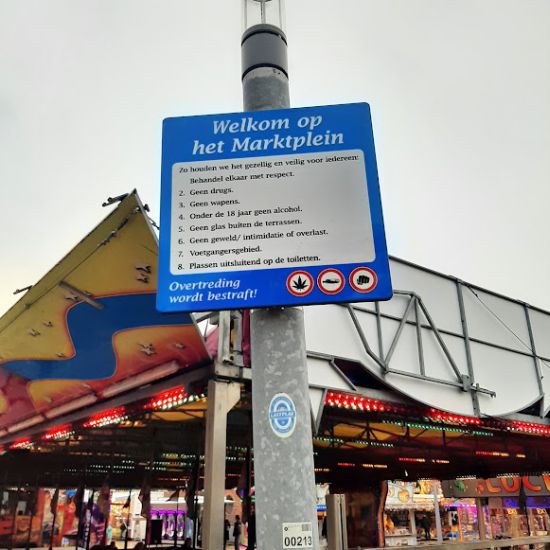 Welkom op
het Marktplein
Zo houden we het gezellig en veilig voor iedereen:
Behandel elkaar met respect.
2. Geen drugs.
3. Geen wapens.
4. Onder de 18 jaar geen alcohol.
5. Geen glas buiten de terrassen.
6. Geen geweld/ intimidatie of overlast.
7. Voetgangersgebied.
8. Plassen uitsluitend op de toiletten.
Overtreding
wordt bestraft!
00213